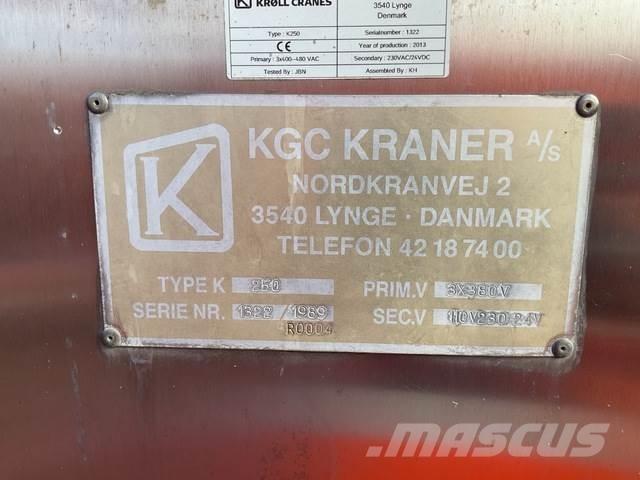 K KRØLL CRANES
3540 Lynge
Denmark
Type : K250
Serialnumber : 1322
CE
Year of production : 2013
Primary : 3x400-480 VAC
Secondary : 230VAC/24VDC
Tested By : JBN
Assembled By : KH
K
KGC KRANER A/S
NORDKRANVEJ 2
3540 LYNGE · DANMARK
TELEFON 42 18 74 00
TYPE K 250
PRIM.V 3X380V
SERIE NR. 1322/1989
R0004
SEC.V 110V230/24V
MASCUS